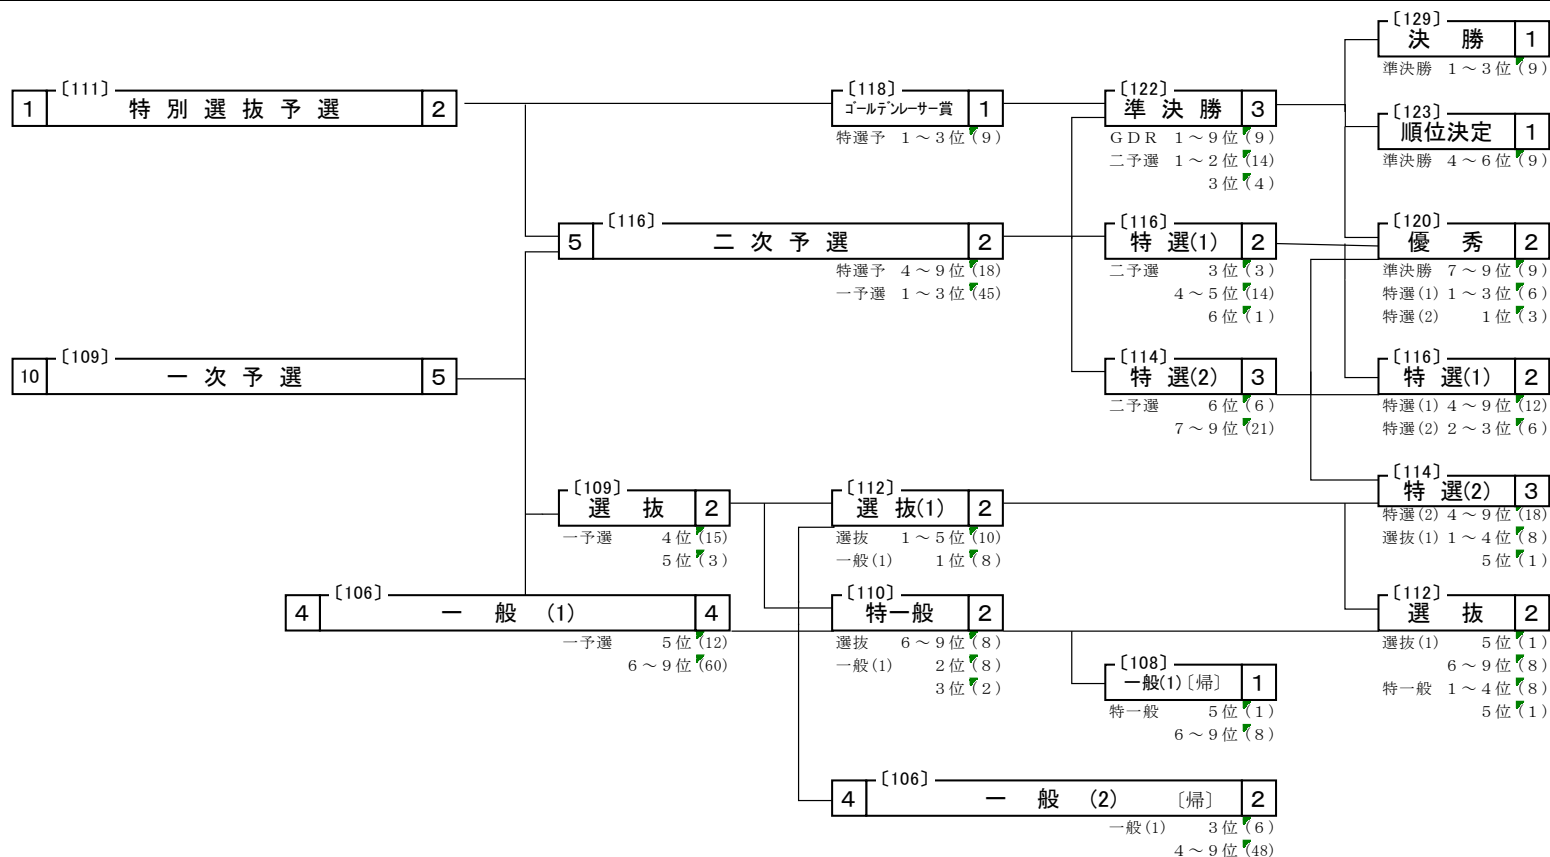 〔111〕
1 特別選抜予選 2
〔109〕
10 一次予選 5
〔106〕
4 一般(1) 4
一予選 5位(12)
6～9位(60)
〔116〕
5 二次予選 2
特選予 4～9位(18)
一予選 1～3位(45)
〔109〕
選抜 2
一予選 4位(15)
5位(3)
〔118〕
ゴールデンレーサー賞 1
特選予 1～3位(9)
〔112〕
選抜(1) 2
選抜 1～5位(10)
一般(1) 1位(8)
〔110〕
特一般 2
選抜 6～9位(8)
一般(1) 2位(8)
3位(2)
〔106〕
4 一般(2) 〔帰〕 2
一般(1) 3位(6)
4～9位(48)
〔122〕
準決勝 3
GDR 1～9位(9)
二予選 1～2位(14)
3位(4)
〔116〕
特選(1) 2
二予選 3位(3)
4～5位(14)
6位(1)
〔114〕
特選(2) 3
二予選 6位(6)
7～9位(21)
〔108〕
一般(1)〔帰〕 1
特一般 5位(1)
6～9位(8)
〔129〕
決勝 1
準決勝 1～3位(9)
〔123〕
順位決定 1
準決勝 4～6位(9)
〔120〕
優秀 2
準決勝 7～9位(9)
特選(1) 1～3位(6)
特選(2) 1位(3)
〔116〕
特選(1) 2
特選(1) 4～9位(12)
特選(2) 2～3位(6)
〔114〕
特選(2) 3
特選(2) 4～9位(18)
選抜(1) 1～4位(8)
5位(1)
〔112〕
選抜 2
選抜(1) 5位(1)
6～9位(8)
特一般 1～4位(8)
5位(1)